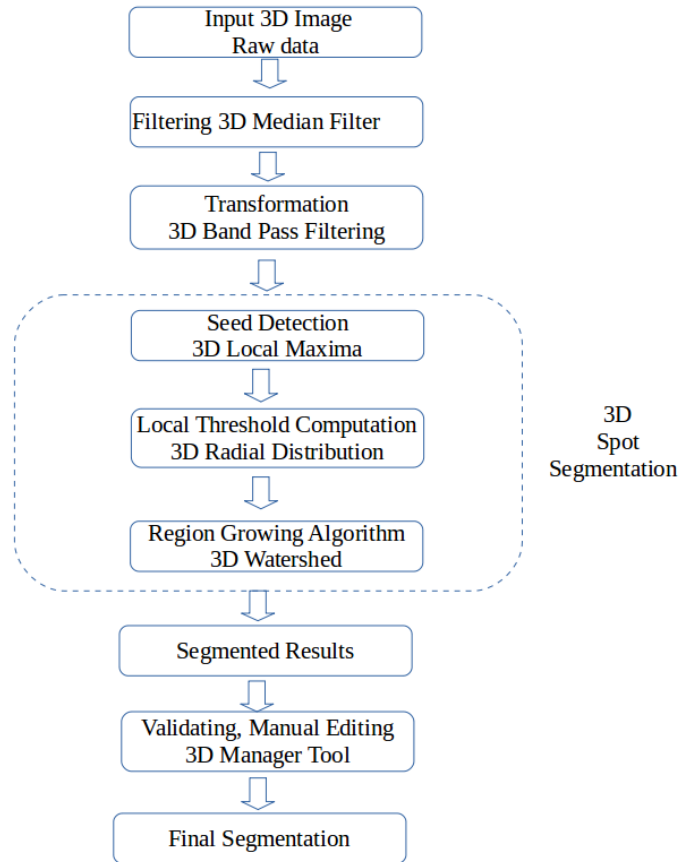 Input 3D Image
Raw data
Filtering 3D Median Filter
Transformation
3D Band Pass Filtering
Seed Detection
3D Local Maxima
Local Threshold Computation
3D Radial Distribution
Region Growing Algorithm
3D Watershed
3D
Spot
Segmentation
Segmented Results
Validating, Manual Editing
3D Manager Tool
Final Segmentation